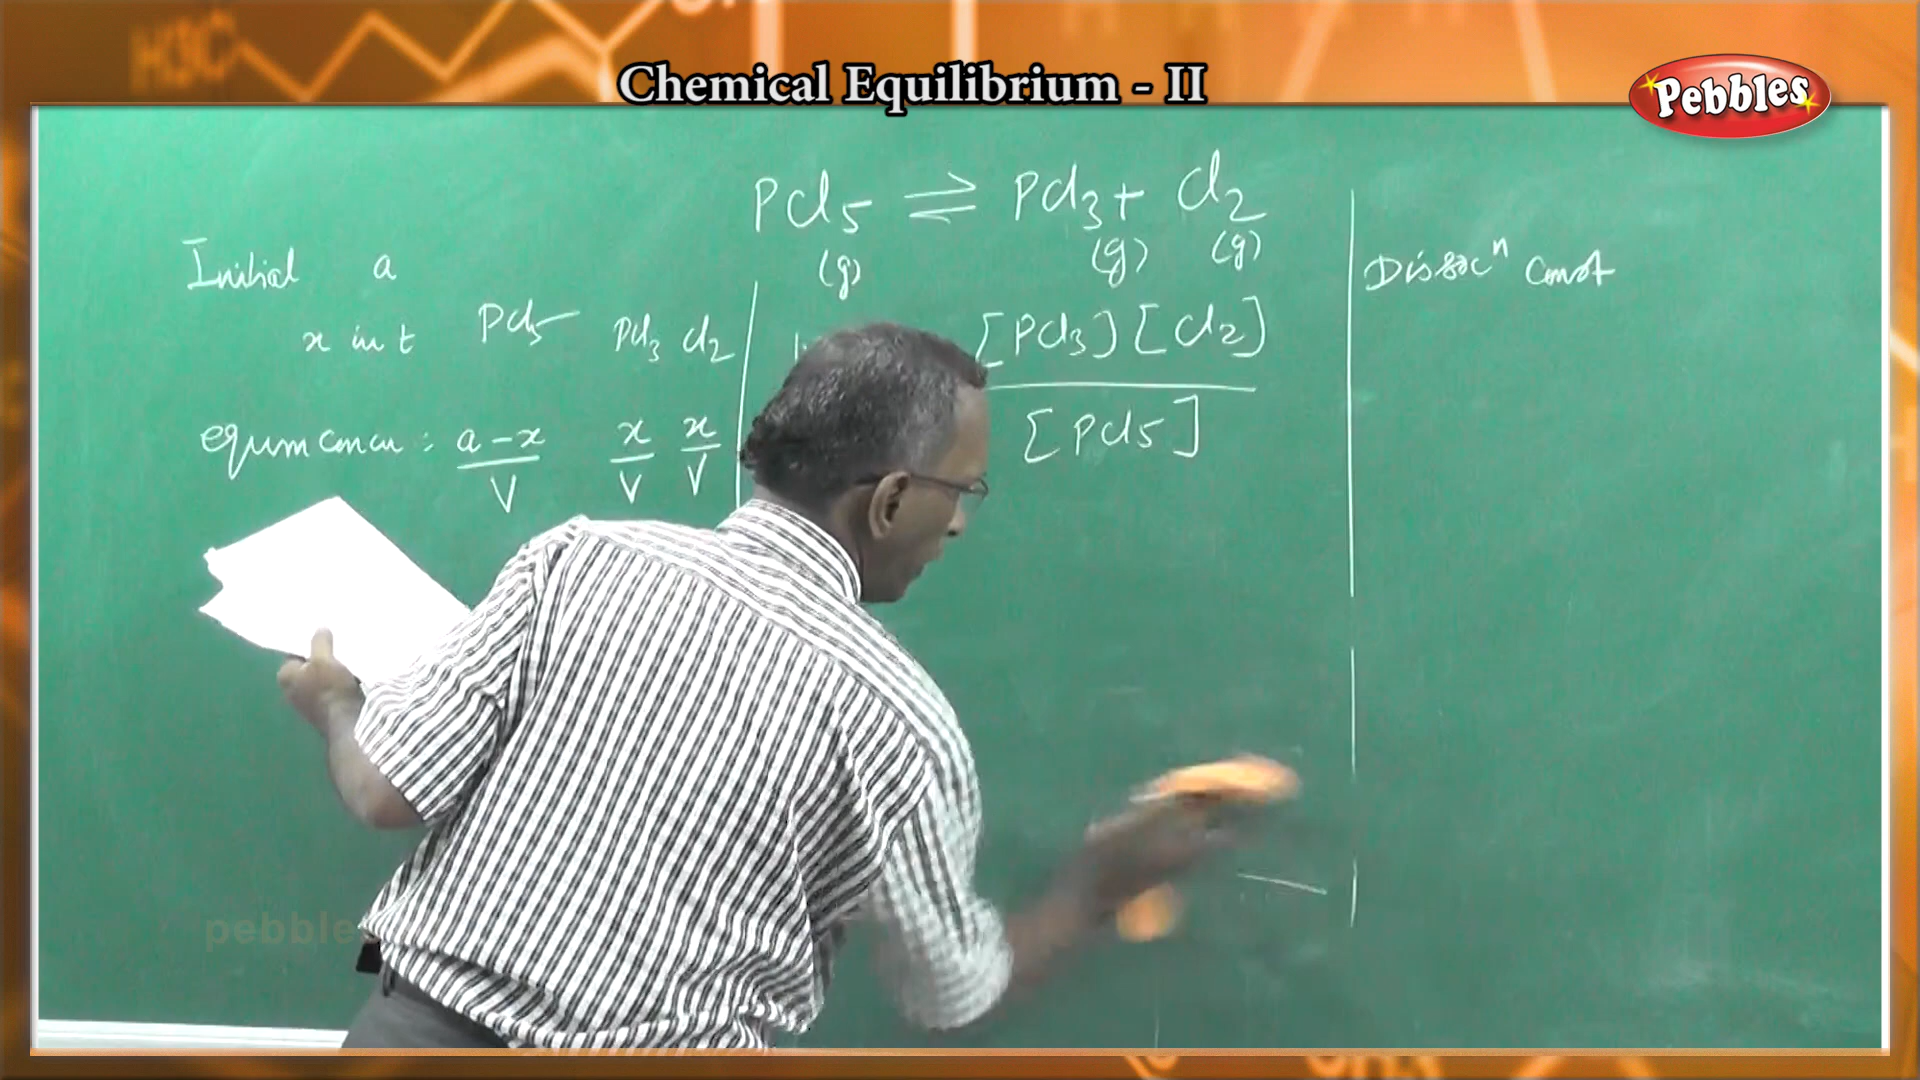 Chemical Equilibrium - II
Pebbles
PCl5 ⇌ PCl3 + Cl2
(g) (g) (g)
Initial a
x in t PCl5 PCl3 Cl2
equm concn : a-x/V x/V x/V
[PCl3] [Cl2]
[PCl5]
Dissocn const
pebbles